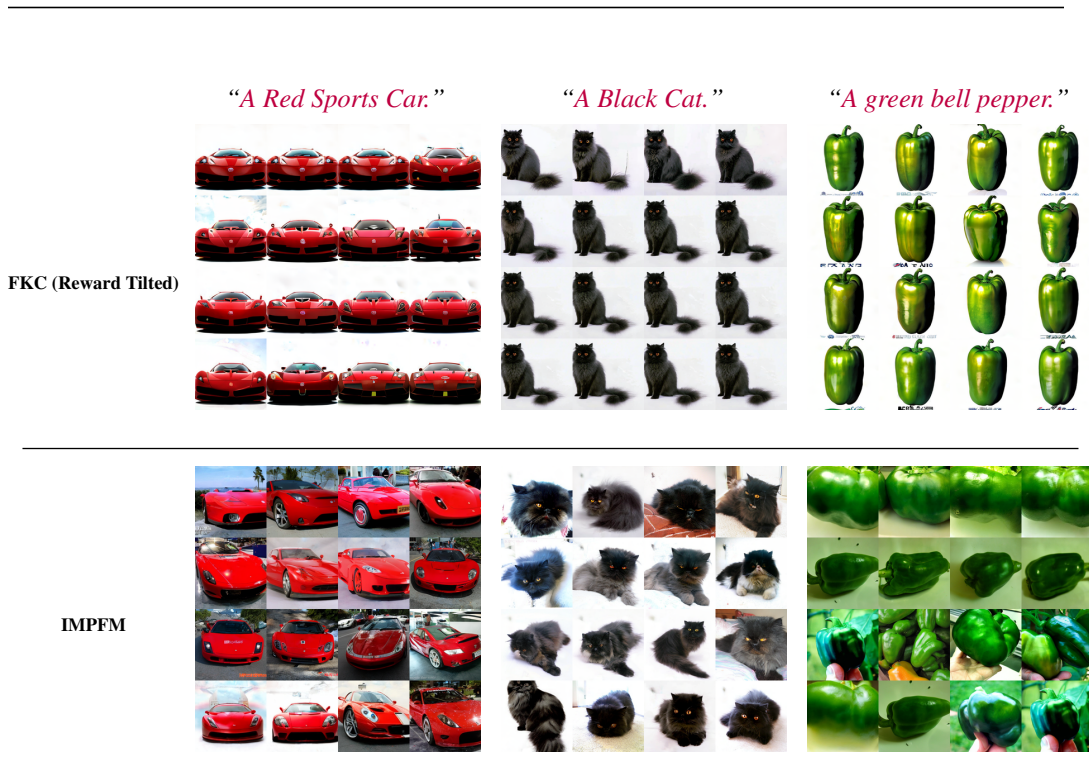 “A Red Sports Car.” “A Black Cat.” “A green bell pepper.”
FKC (Reward Tilted)
IMPFM